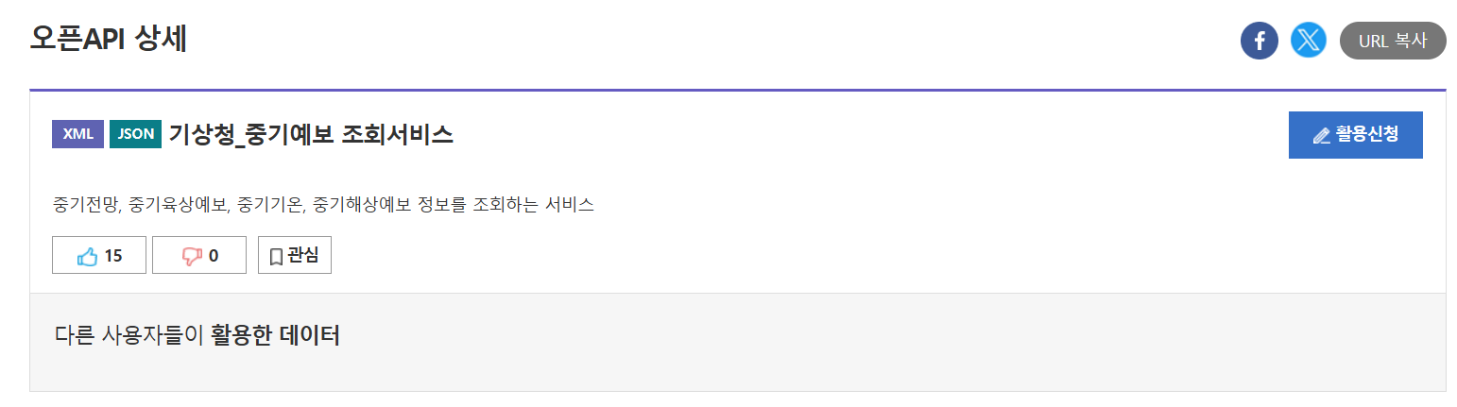 오픈API 상세
URL 복사
XML JSON 기상청_중기예보 조회서비스
활용신청
중기전망, 중기육상예보, 중기기온, 중기해상예보 정보를 조회하는 서비스
15 0 관심
다른 사용자들이 활용한 데이터